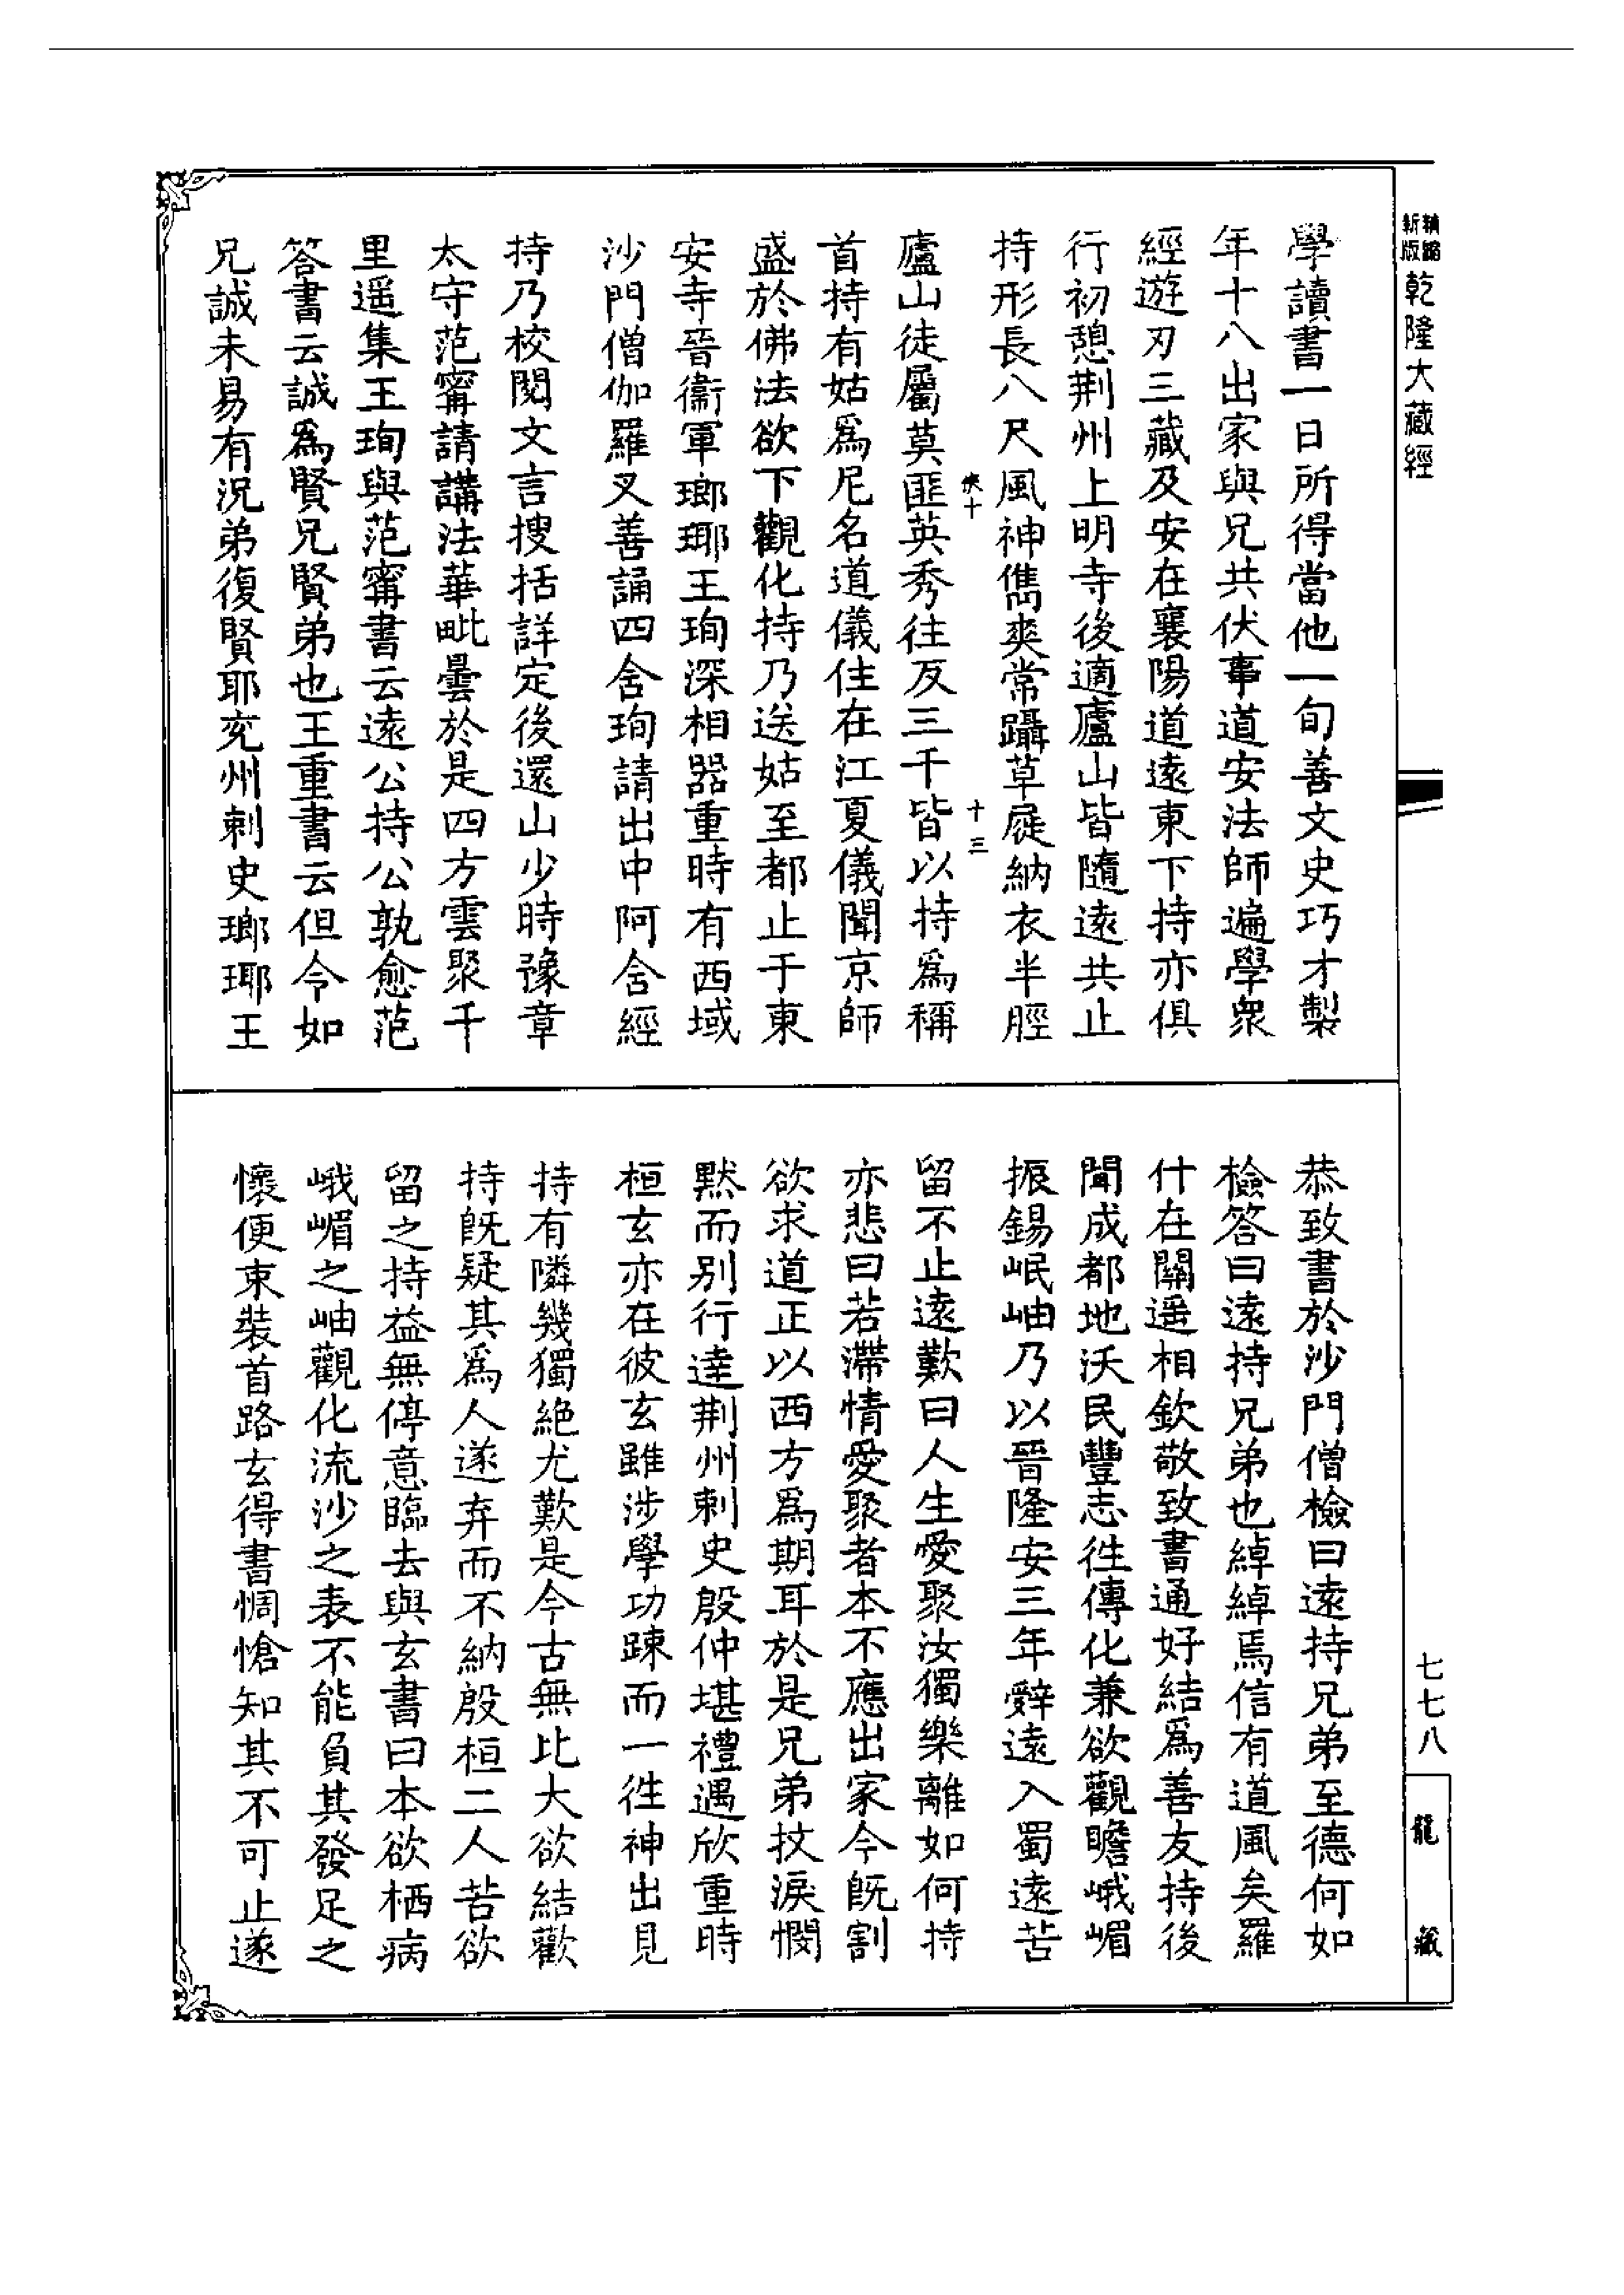 精縮新版乾隆大藏經
學讀書一日所得當他一旬善文史巧才製
年十八出家與兄共伏事道安法師遍學衆
經遊刃三藏及安在襄陽道遠東下持亦俱
行初憩荆州上明寺後適廬山皆隨遠共止
持形長八尺風神儁爽常躡草屣納衣半脛
俠十 十三
廬山徒屬莫匪英秀往反三千皆以持爲稱
首持有姑爲尼名道儀住在江夏儀聞京師
盛於佛法欲下觀化持乃送姑至都止于東
安寺晉衞軍瑯琊王珣深相器重時有西域
沙門僧伽羅叉善誦四含珣請出中阿含經
持乃校閱文言搜括詳定後還山少時豫章
太守范寗請講法華毗曇於是四方雲聚千
里遥集王珣與范寗書云遠公持公孰愈范
答書云誠爲賢兄賢弟也王重書云但令如
兄誠未易有況弟復賢耶兖州刺史瑯琊王
恭致書於沙門僧檢曰遠持兄弟至德何如
檢答曰遠持兄弟也綽綽焉信有道風矣羅
什在關遥相欽敬致書通好結爲善友持後
聞成都地沃民豐志往傳化兼欲觀瞻峨嵋
振錫岷岫乃以晉隆安三年辭遠入蜀遠苦
留不止遠歎曰人生愛聚汝獨樂離如何持
亦悲曰若滯情愛聚者本不應出家今旣割
欲求道正以西方爲期耳於是兄弟抆淚憫
默而别行達荆州刺史殷仲堪禮遇欣重時
桓玄亦在彼玄雖涉學功踈而一往神出見
持有隣幾獨絶尤歎是今古無比大欲結歡
持旣疑其爲人遂弃而不納殷桓二人苦欲
留之持益無停意臨去與玄書曰本欲栖病
峨嵋之岫觀化流沙之表不能負其發足之
懷便束裝首路玄得書惆愴知其不可止遂
七七八
龍藏